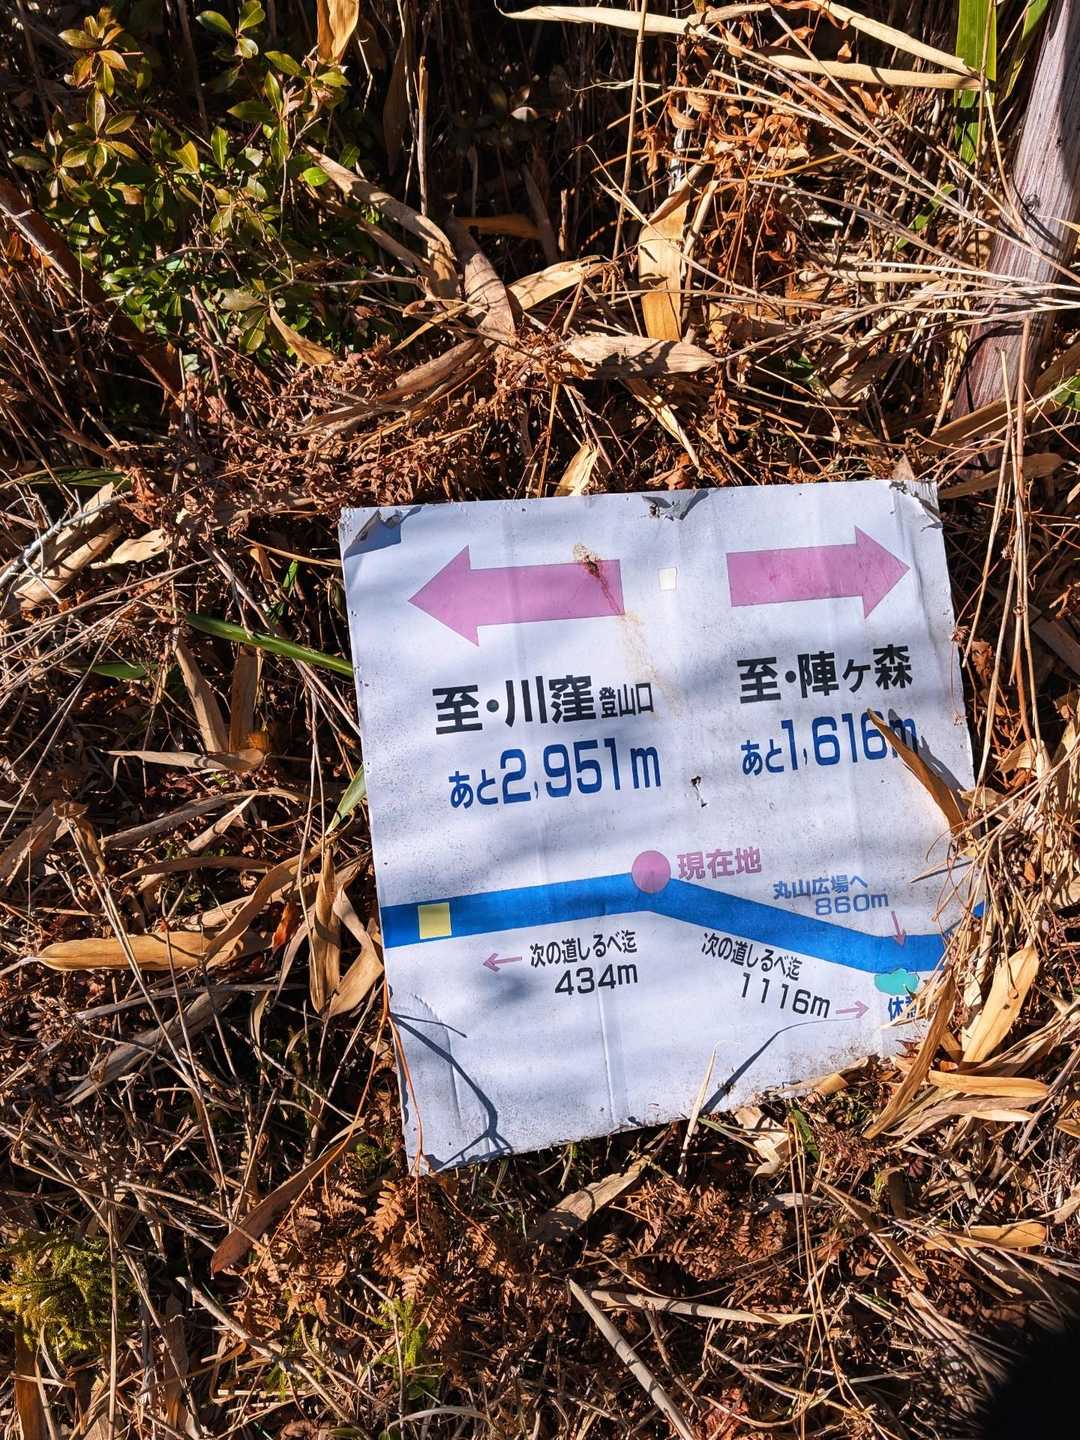 至・川窪登山口
あと2,951m
至・陣ヶ森
あと1,616m
現在地
丸山広場へ
860m
次の道しるべ迄
434m
次の道しるべ迄
1116m
休